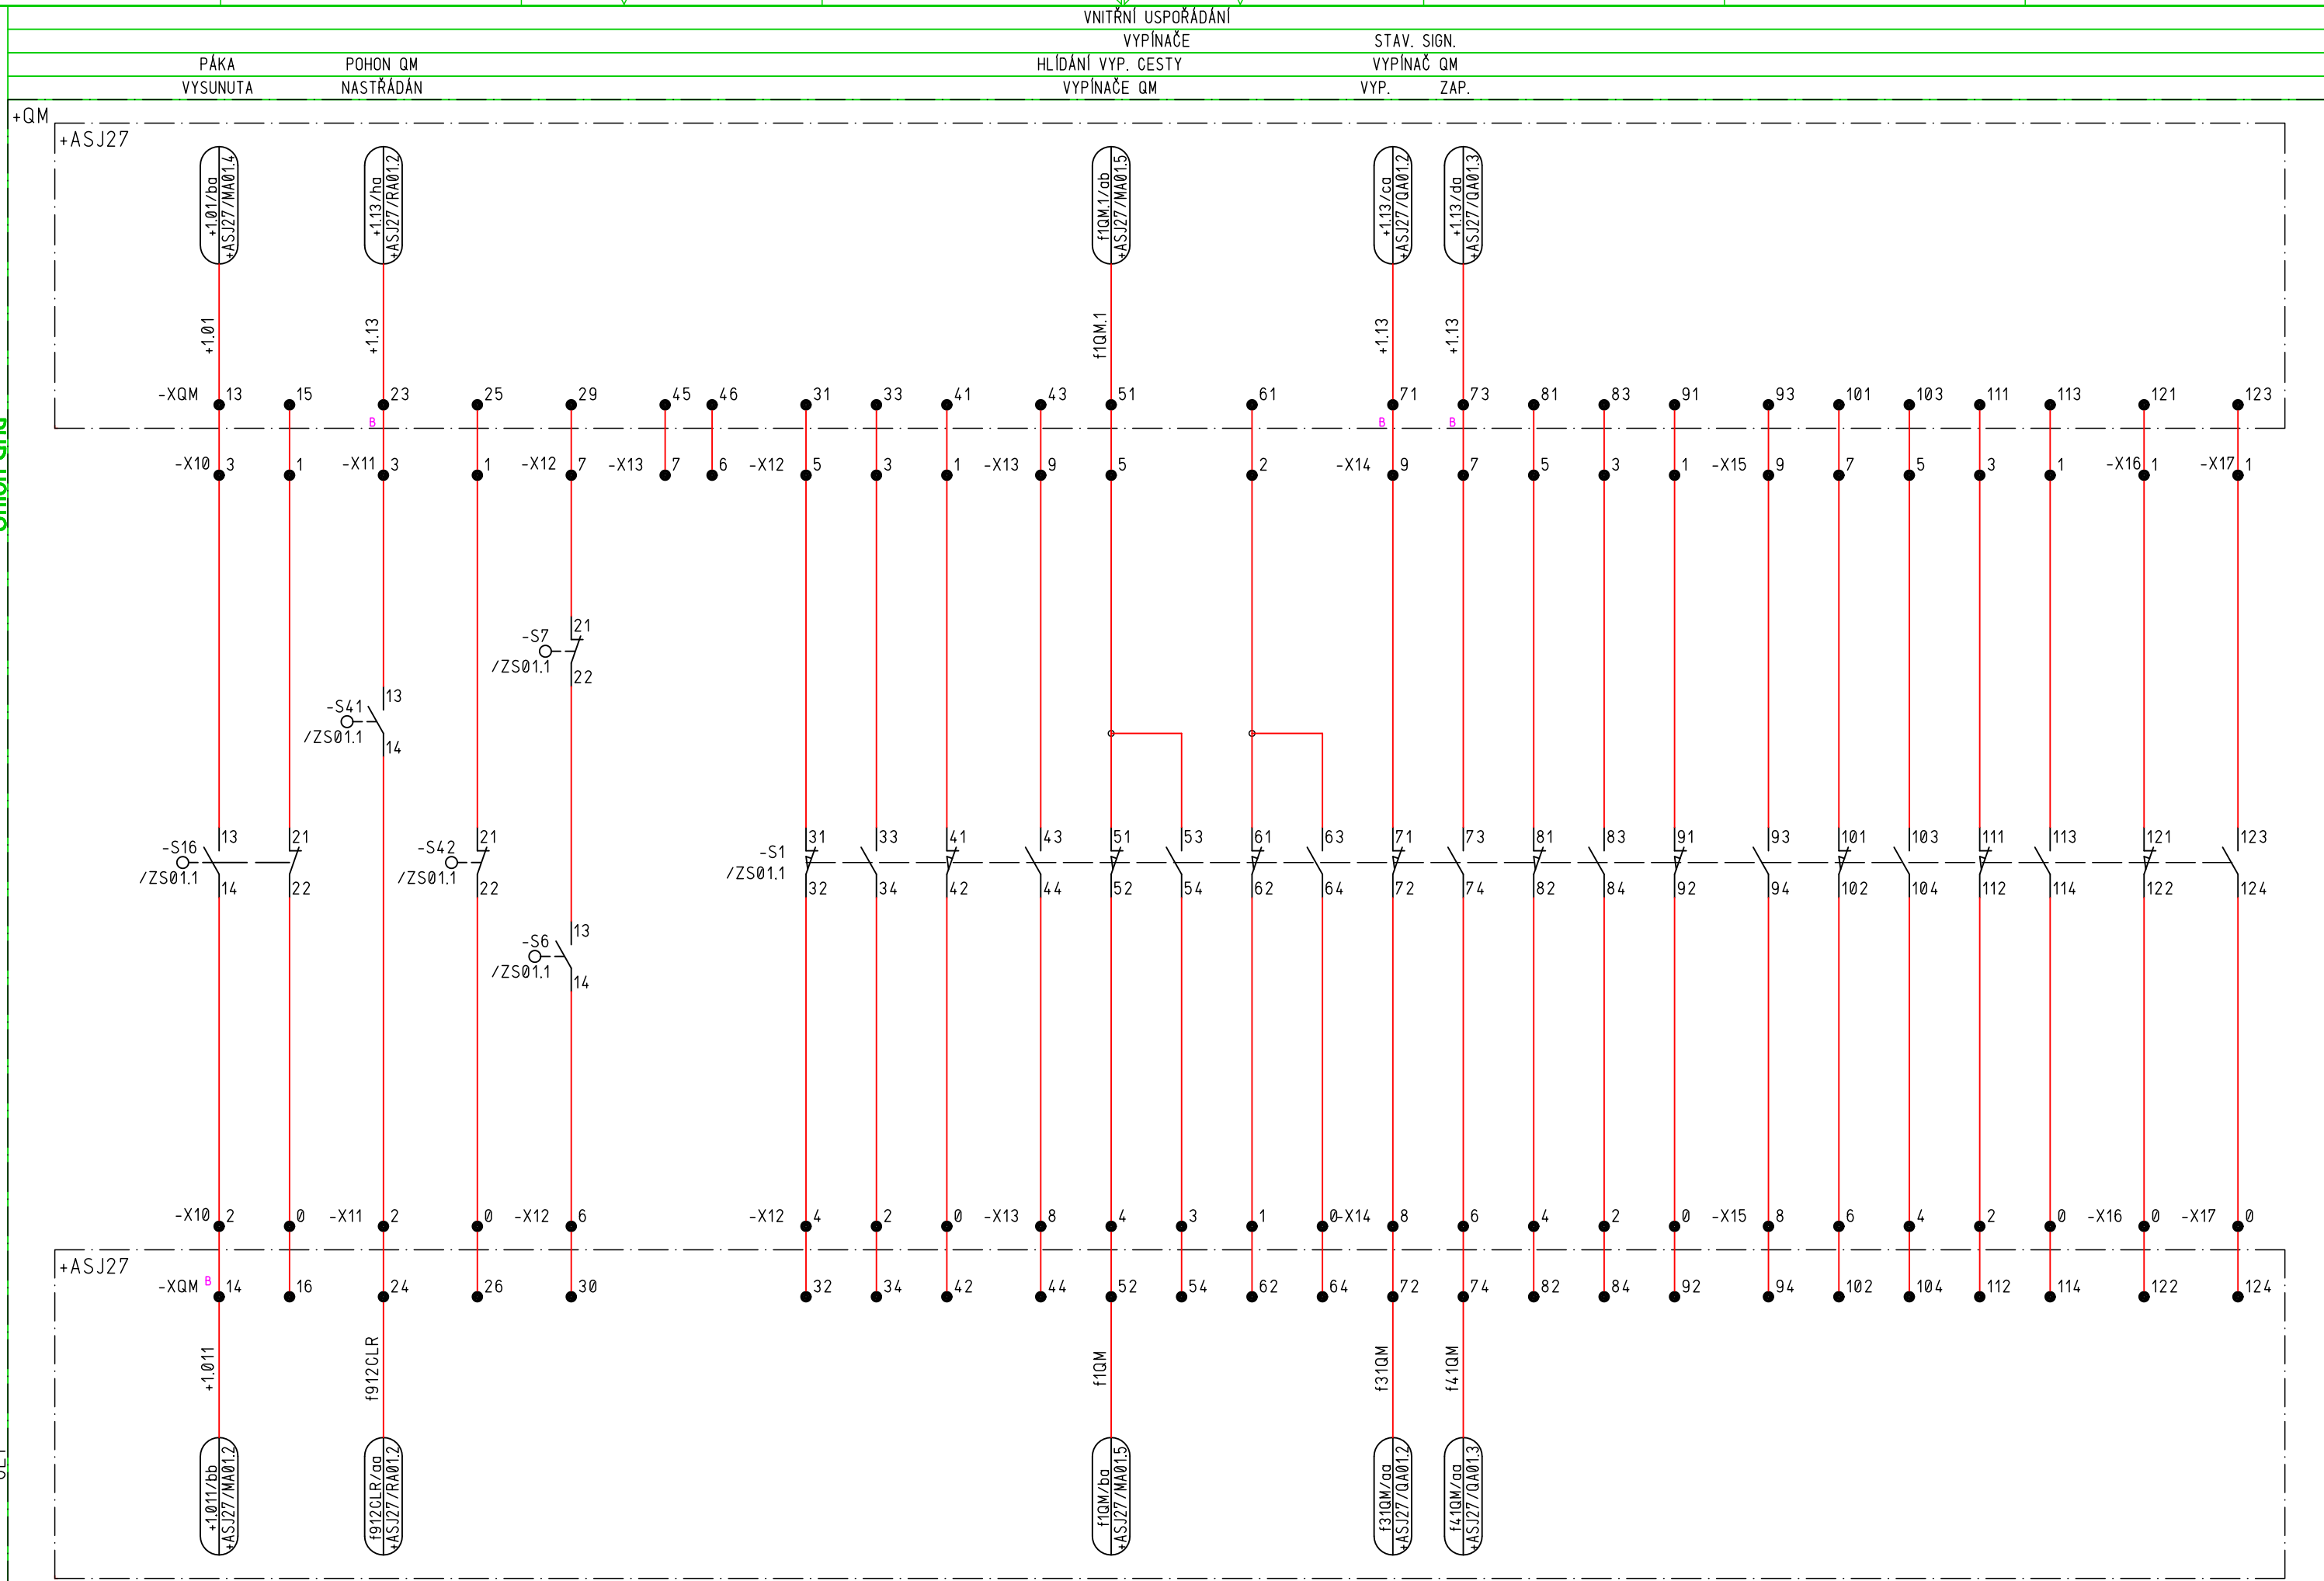 VNITŘNÍ USPOŘÁDÁNÍ
VYPÍNAČE STAV. SIGN.
PÁKA POHON QM HLÍDÁNÍ VYP. CESTY VYPÍNAČ QM
VYSUNUTA NASTŘÁDÁN VYPÍNAČE QM VYP. ZAP.
+QM
+ASJ27
+1.01/ba +1.13/ha f1QM.1/ab +1.13/ca +1.13/da
+ASJ27/MA01.4 +ASJ27/RA01.2 +ASJ27/MA01.5 +ASJ27/QA01.2 +ASJ27/QA01.3
+1.01 +1.13 f1QM.1 +1.13 +1.13
-XQM 13 15 23 25 29 45 46 31 33 41 43 51 61 71 73 81 83 91 93 101 103 111 113 121 123
B B B
-X10 3 1 -X11 3 1 -X12 7 -X13 7 6 -X12 5 3 1 -X13 9 5 2 -X14 9 7 5 3 1 -X15 9 7 5 3 1 -X16 1 -X17 1
21
-S7
/ZS01.1
22
13
-S41
/ZS01.1
14
13 21 21 31 33 41 43 51 53 61 63 71 73 81 83 91 93 101 103 111 113 121 123
-S16 -S42 -S1
/ZS01.1 /ZS01.1 /ZS01.1
14 22 22 32 34 42 44 52 54 62 64 72 74 82 84 92 94 102 104 112 114 122 124
13
-S6
/ZS01.1
14
-X10 2 0 -X11 2 0 -X12 6 -X12 4 2 0 -X13 8 4 3 1 0 -X14 8 6 4 2 0 -X15 8 6 4 2 0 -X16 0 -X17 0
+ASJ27
B
-XQM 14 16 24 26 30 32 34 42 44 52 54 62 64 72 74 82 84 92 94 102 104 112 114 122 124
+1.011 f912CLR f1QM f31QM f41QM
+1.011/bb f912CLR/aa f1QM/ba f31QM/aa f41QM/aa
+ASJ27/MA01.2 +ASJ27/RA01.2 +ASJ27/MA01.5 +ASJ27/QA01.2 +ASJ27/QA01.3